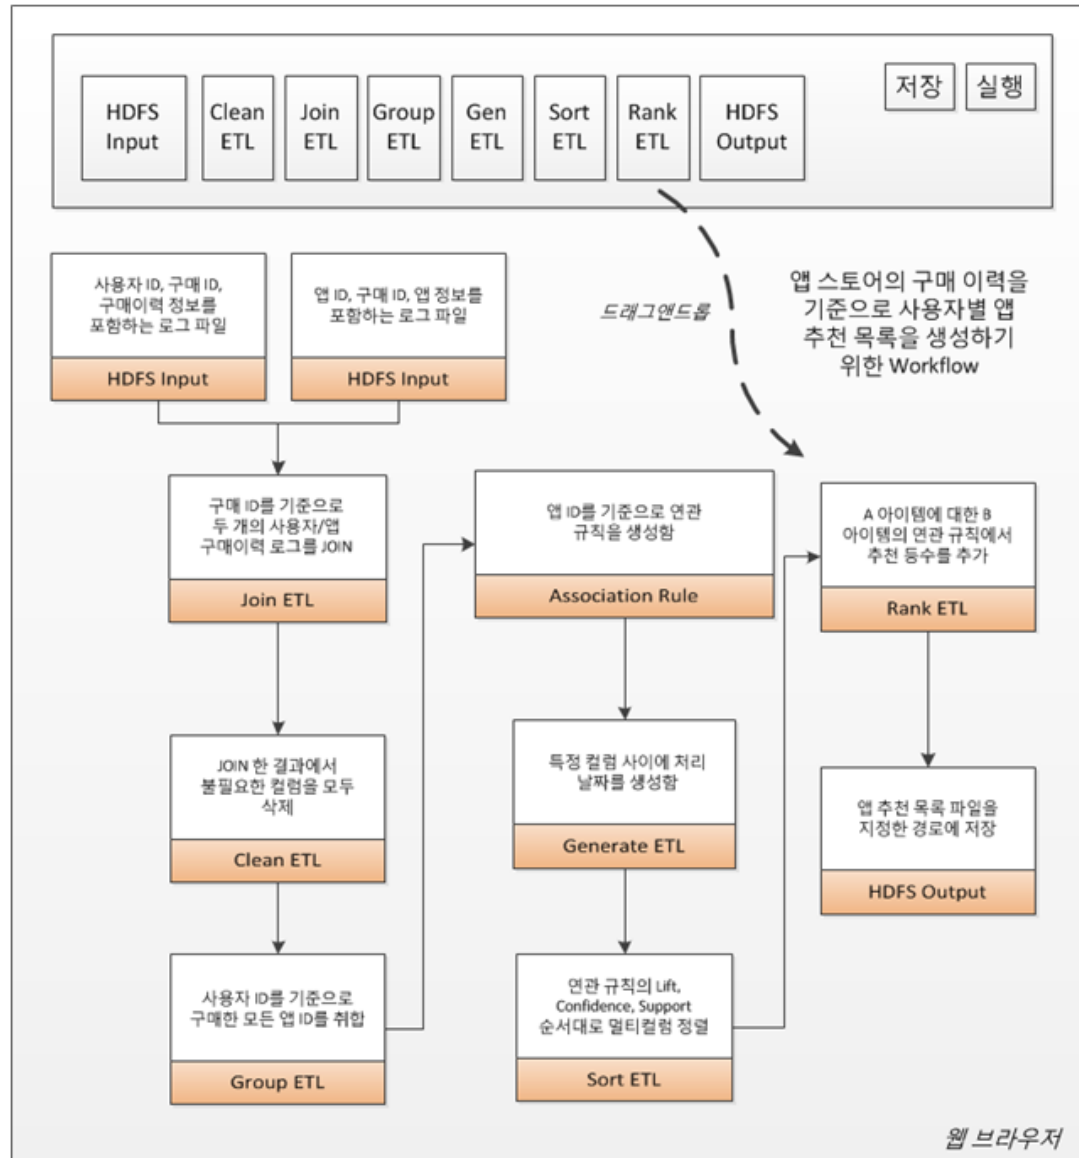 HDFS
Input
Clean
ETL
Join
ETL
Group
ETL
Gen
ETL
Sort
ETL
Rank
ETL
HDFS
Output
저장
실행
사용자 ID, 구매 ID,
구매이력 정보를
포함하는 로그 파일
HDFS Input
앱 ID, 구매 ID, 앱 정보를
포함하는 로그 파일
HDFS Input
드래그앤드롭
앱 스토어의 구매 이력을
기준으로 사용자별 앱
추천 목록을 생성하기
위한 Workflow
구매 ID를 기준으로
두 개의 사용자/앱
구매이력 로그를 JOIN
Join ETL
JOIN 한 결과에서
불필요한 컬럼을 모두
삭제
Clean ETL
사용자 ID를 기준으로
구매한 모든 앱 ID를 취합
Group ETL
앱 ID를 기준으로 연관
규칙을 생성함
Association Rule
특정 컬럼 사이에 처리
날짜를 생성함
Generate ETL
연관 규칙의 Lift,
Confidence, Support
순서대로 멀티컬럼 정렬
Sort ETL
A 아이템에 대한 B
아이템의 연관 규칙에서
추천 등수를 추가
Rank ETL
앱 추천 목록 파일을
지정한 경로에 저장
HDFS Output
웹 브라우저